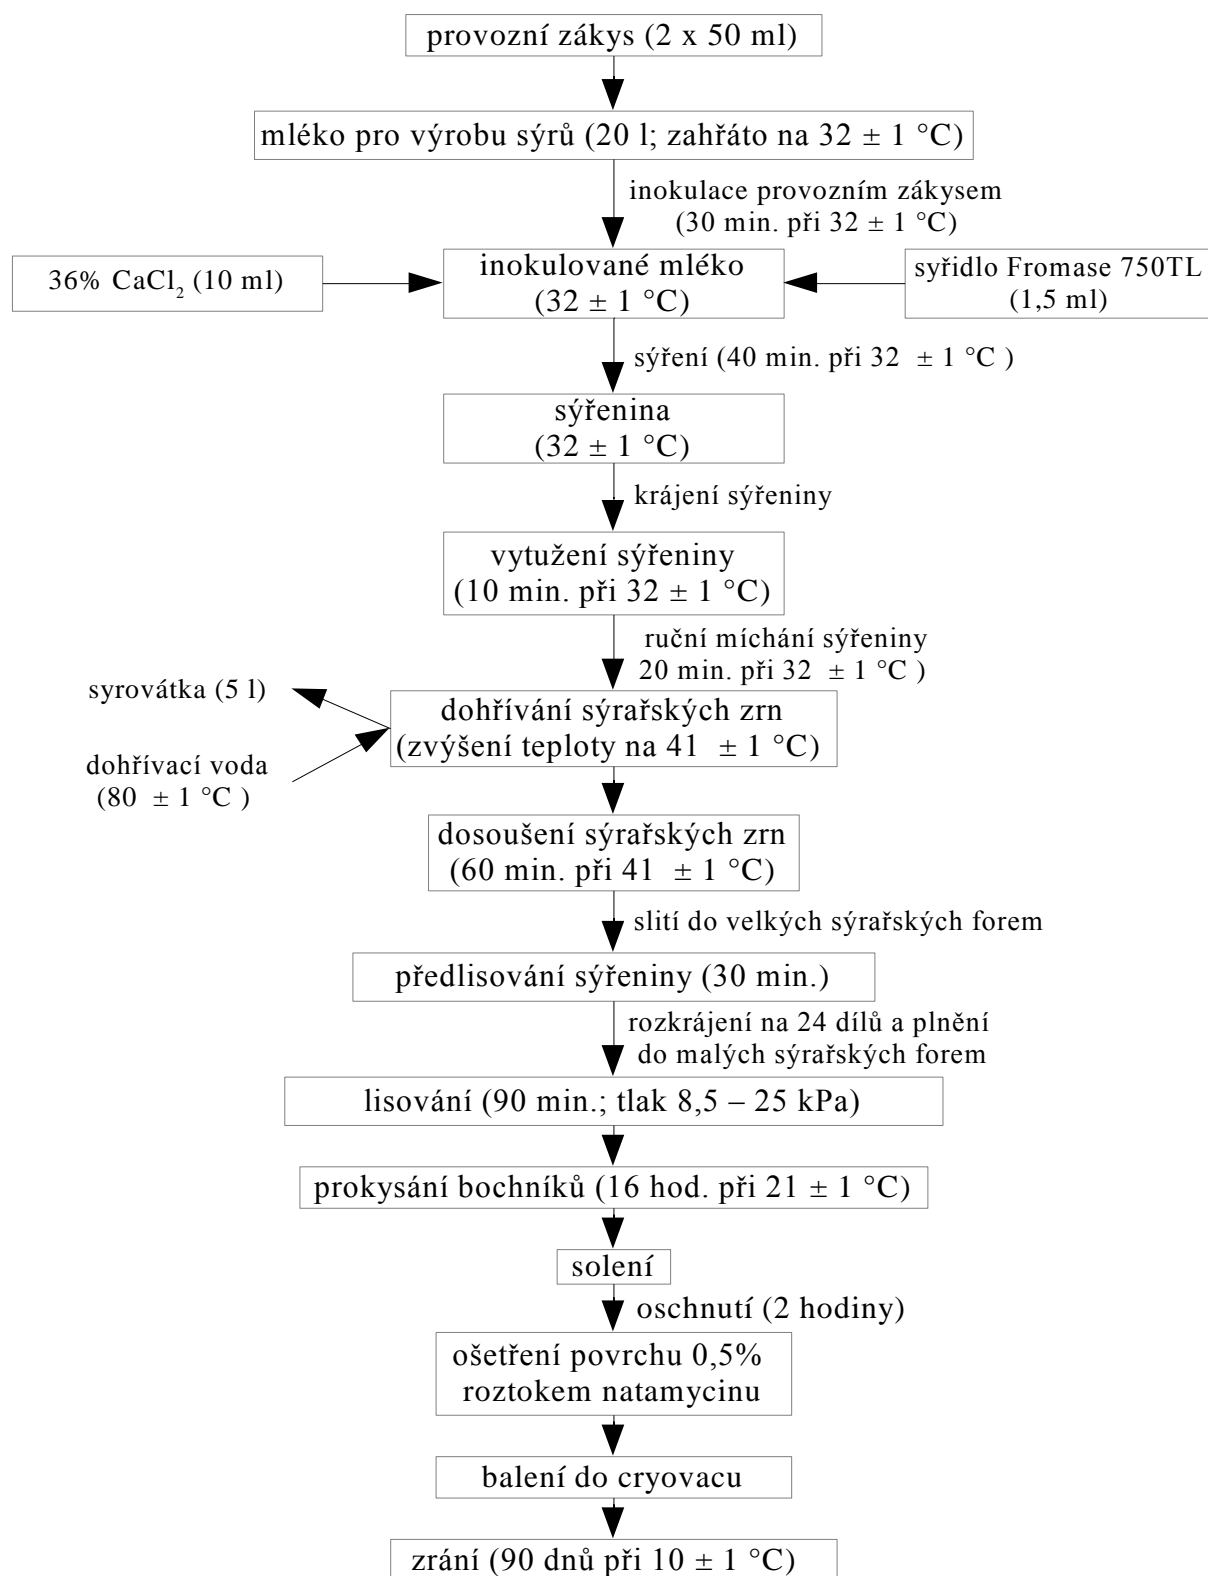 provozní zákys (2 x 50 ml)
mléko pro výrobu sýrů (20 l; zahřáto na 32 ± 1 °C)
inokulace provozním zákysem
(30 min. při 32 ± 1 °C)
36% CaCl₂ (10 ml)
inokulované mléko
(32 ± 1 °C)
syřidlo Fromase 750TL
(1,5 ml)
sýření (40 min. při 32 ± 1 °C )
sýřenina
(32 ± 1 °C)
krájení sýřeniny
vytužení sýřeniny
(10 min. při 32 ± 1 °C)
ruční míchání sýřeniny
20 min. při 32 ± 1 °C )
syrovátka (5 l)
dohřívání sýrařských zrn
(zvýšení teploty na 41 ± 1 °C)
dohřívací voda
(80 ± 1 °C )
dosoušení sýrařských zrn
(60 min. při 41 ± 1 °C)
slití do velkých sýrařských forem
předlisování sýřeniny (30 min.)
rozkrájení na 24 dílů a plnění
do malých sýrařských forem
lisování (90 min.; tlak 8,5 – 25 kPa)
prokysání bochníků (16 hod. při 21 ± 1 °C)
solení
oschnutí (2 hodiny)
ošetření povrchu 0,5%
roztokem natamycinu
balení do cryovacu
zrání (90 dnů při 10 ± 1 °C)